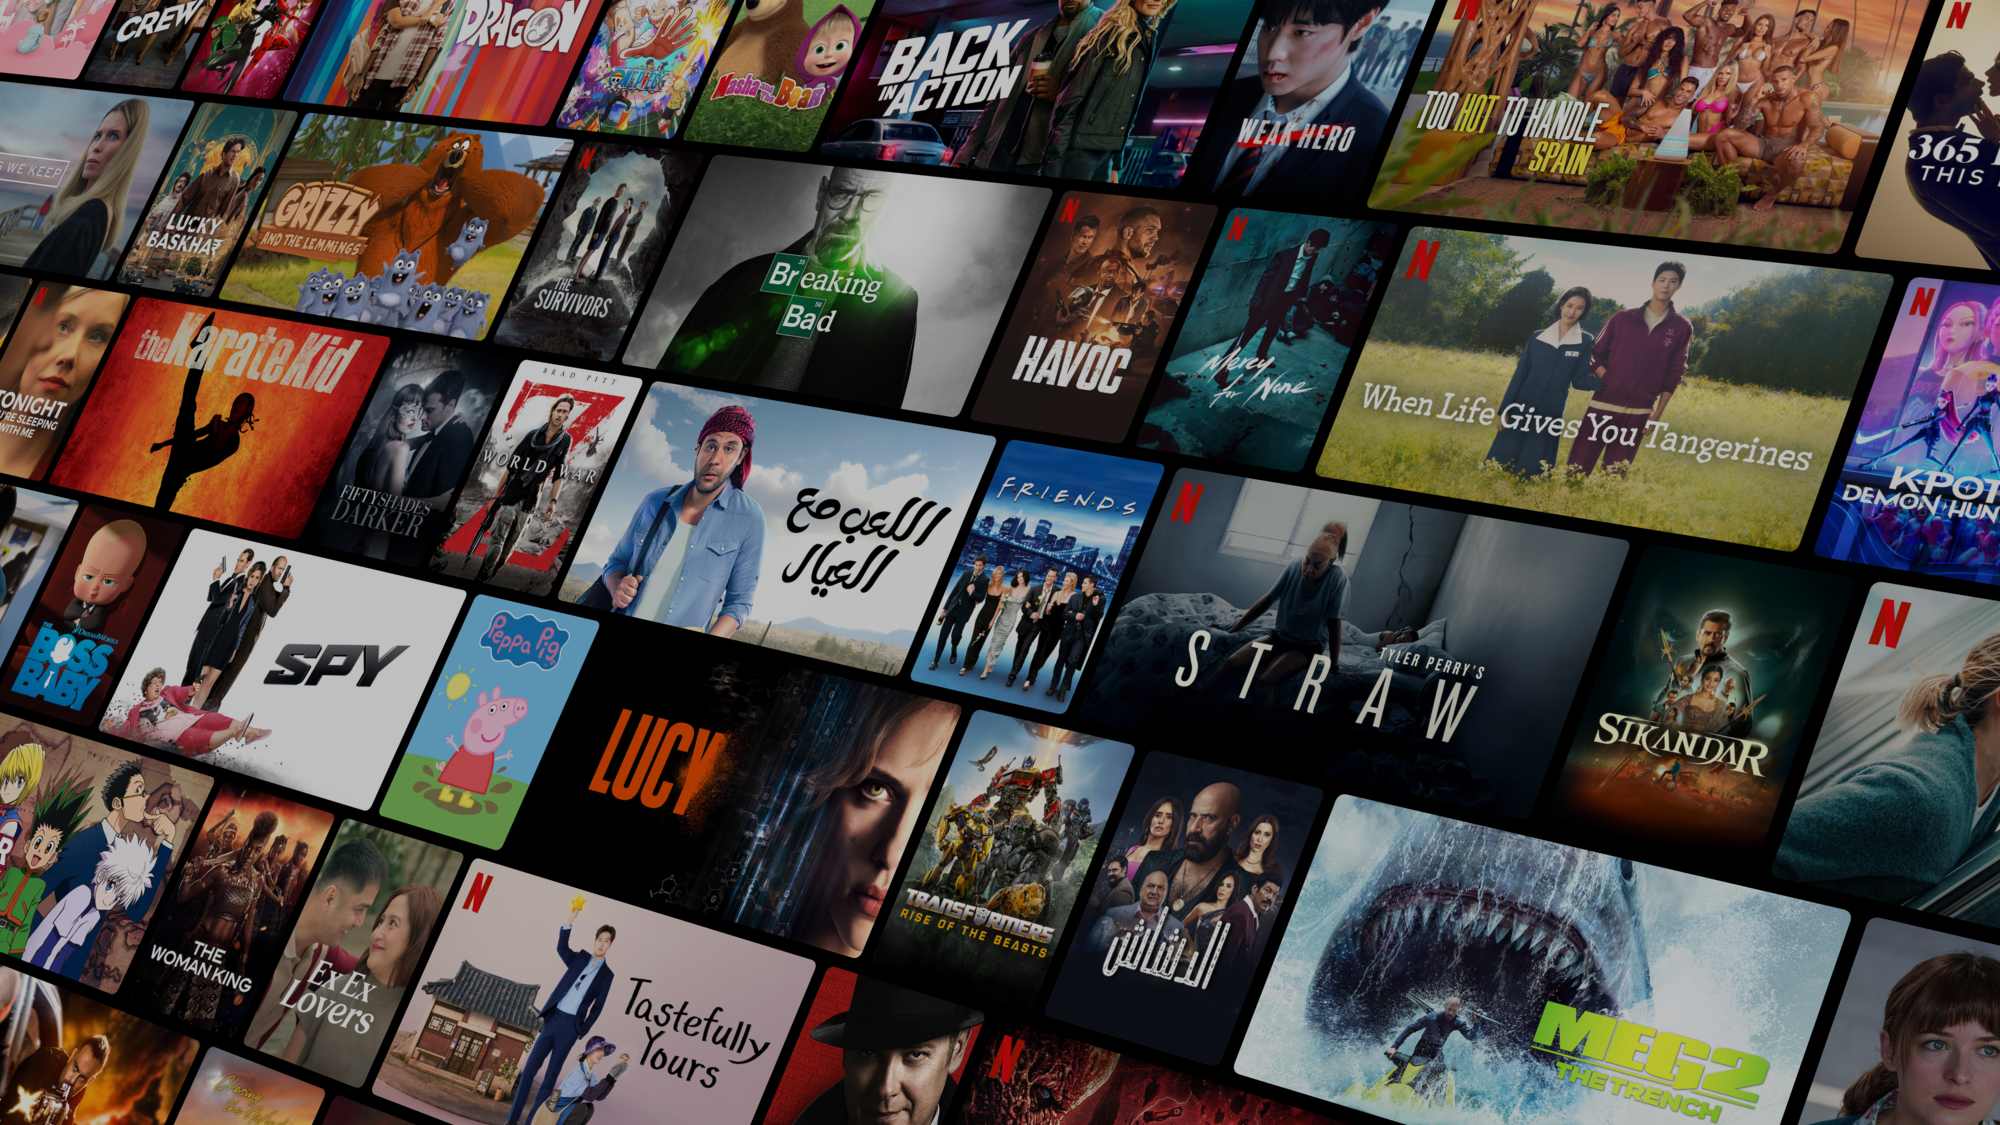 CREW
DRAGON
Masha and the Bear
BACK
IN ACTION
WEAK HERO
TOO HOT TO HANDLE
SPAIN
365
THIS
WE KEEP
LUCKY
BASKHAR
GRIZZY
AND THE LEMMINGS
THE
SURVIVORS
Breaking
Bad
HAVOC
Mercy
for None
When Life Gives You Tangerines
K-POP
DEMON HUN
TONIGHT
YOU'RE SLEEPING
WITH ME
the Karate Kid
FIFTY SHADES
DARKER
BRAD PITT
WORLD WAR
Z
اللعب مع
العيال
F·R·I·E·N·D·S
TYLER PERRY'S
STRAW
SIKANDAR
DREAMWORKS
THE
BOSS
BABY
SPY
Peppa Pig
LUCY
TRANSFORMERS
RISE OF THE BEASTS
الدشاش
MEG2
THE TRENCH
THE
WOMAN KING
Ex Ex
Lovers
Tastefully
Yours